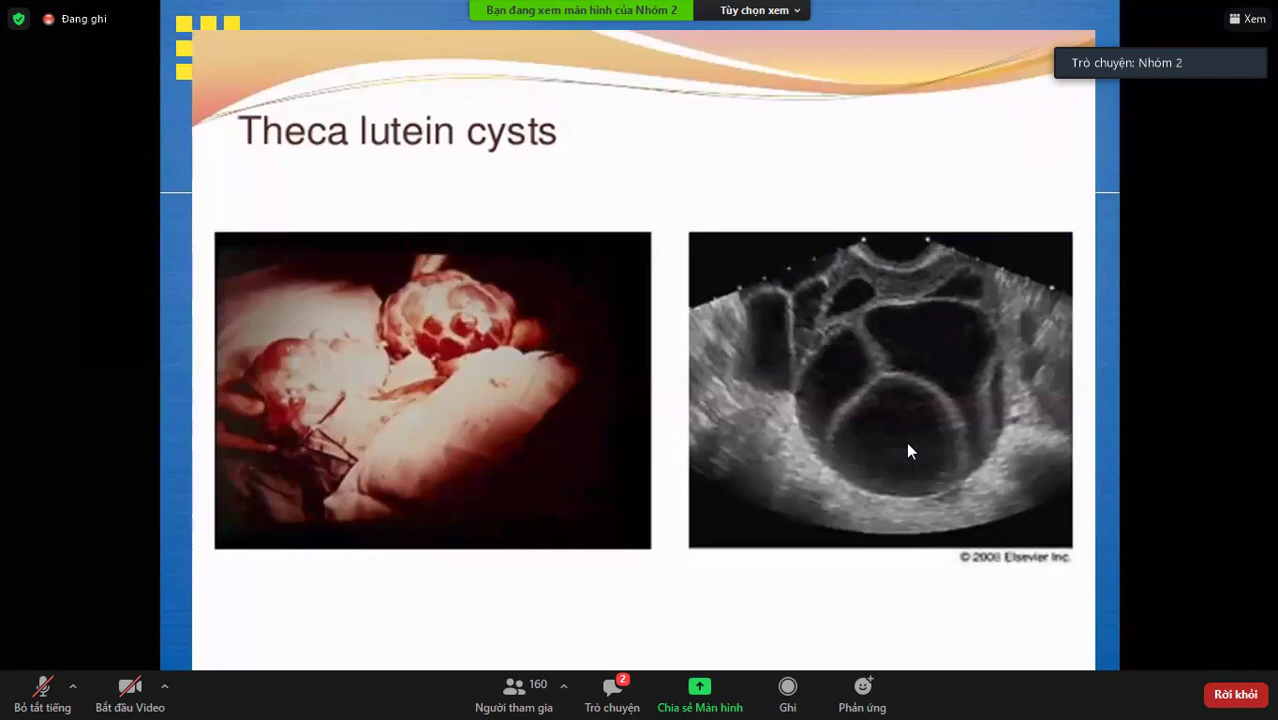 Đang ghi
Bạn đang xem màn hình của Nhóm 2
Tùy chọn xem
Xem
Trò chuyện: Nhóm 2
Theca lutein cysts
© 2008 Elsevier Inc.
Bỏ tắt tiếng
Bắt đầu Video
160
Người tham gia
2
Trò chuyện
Chia sẻ Màn hình
Ghi
Phản ứng
Rời khỏi